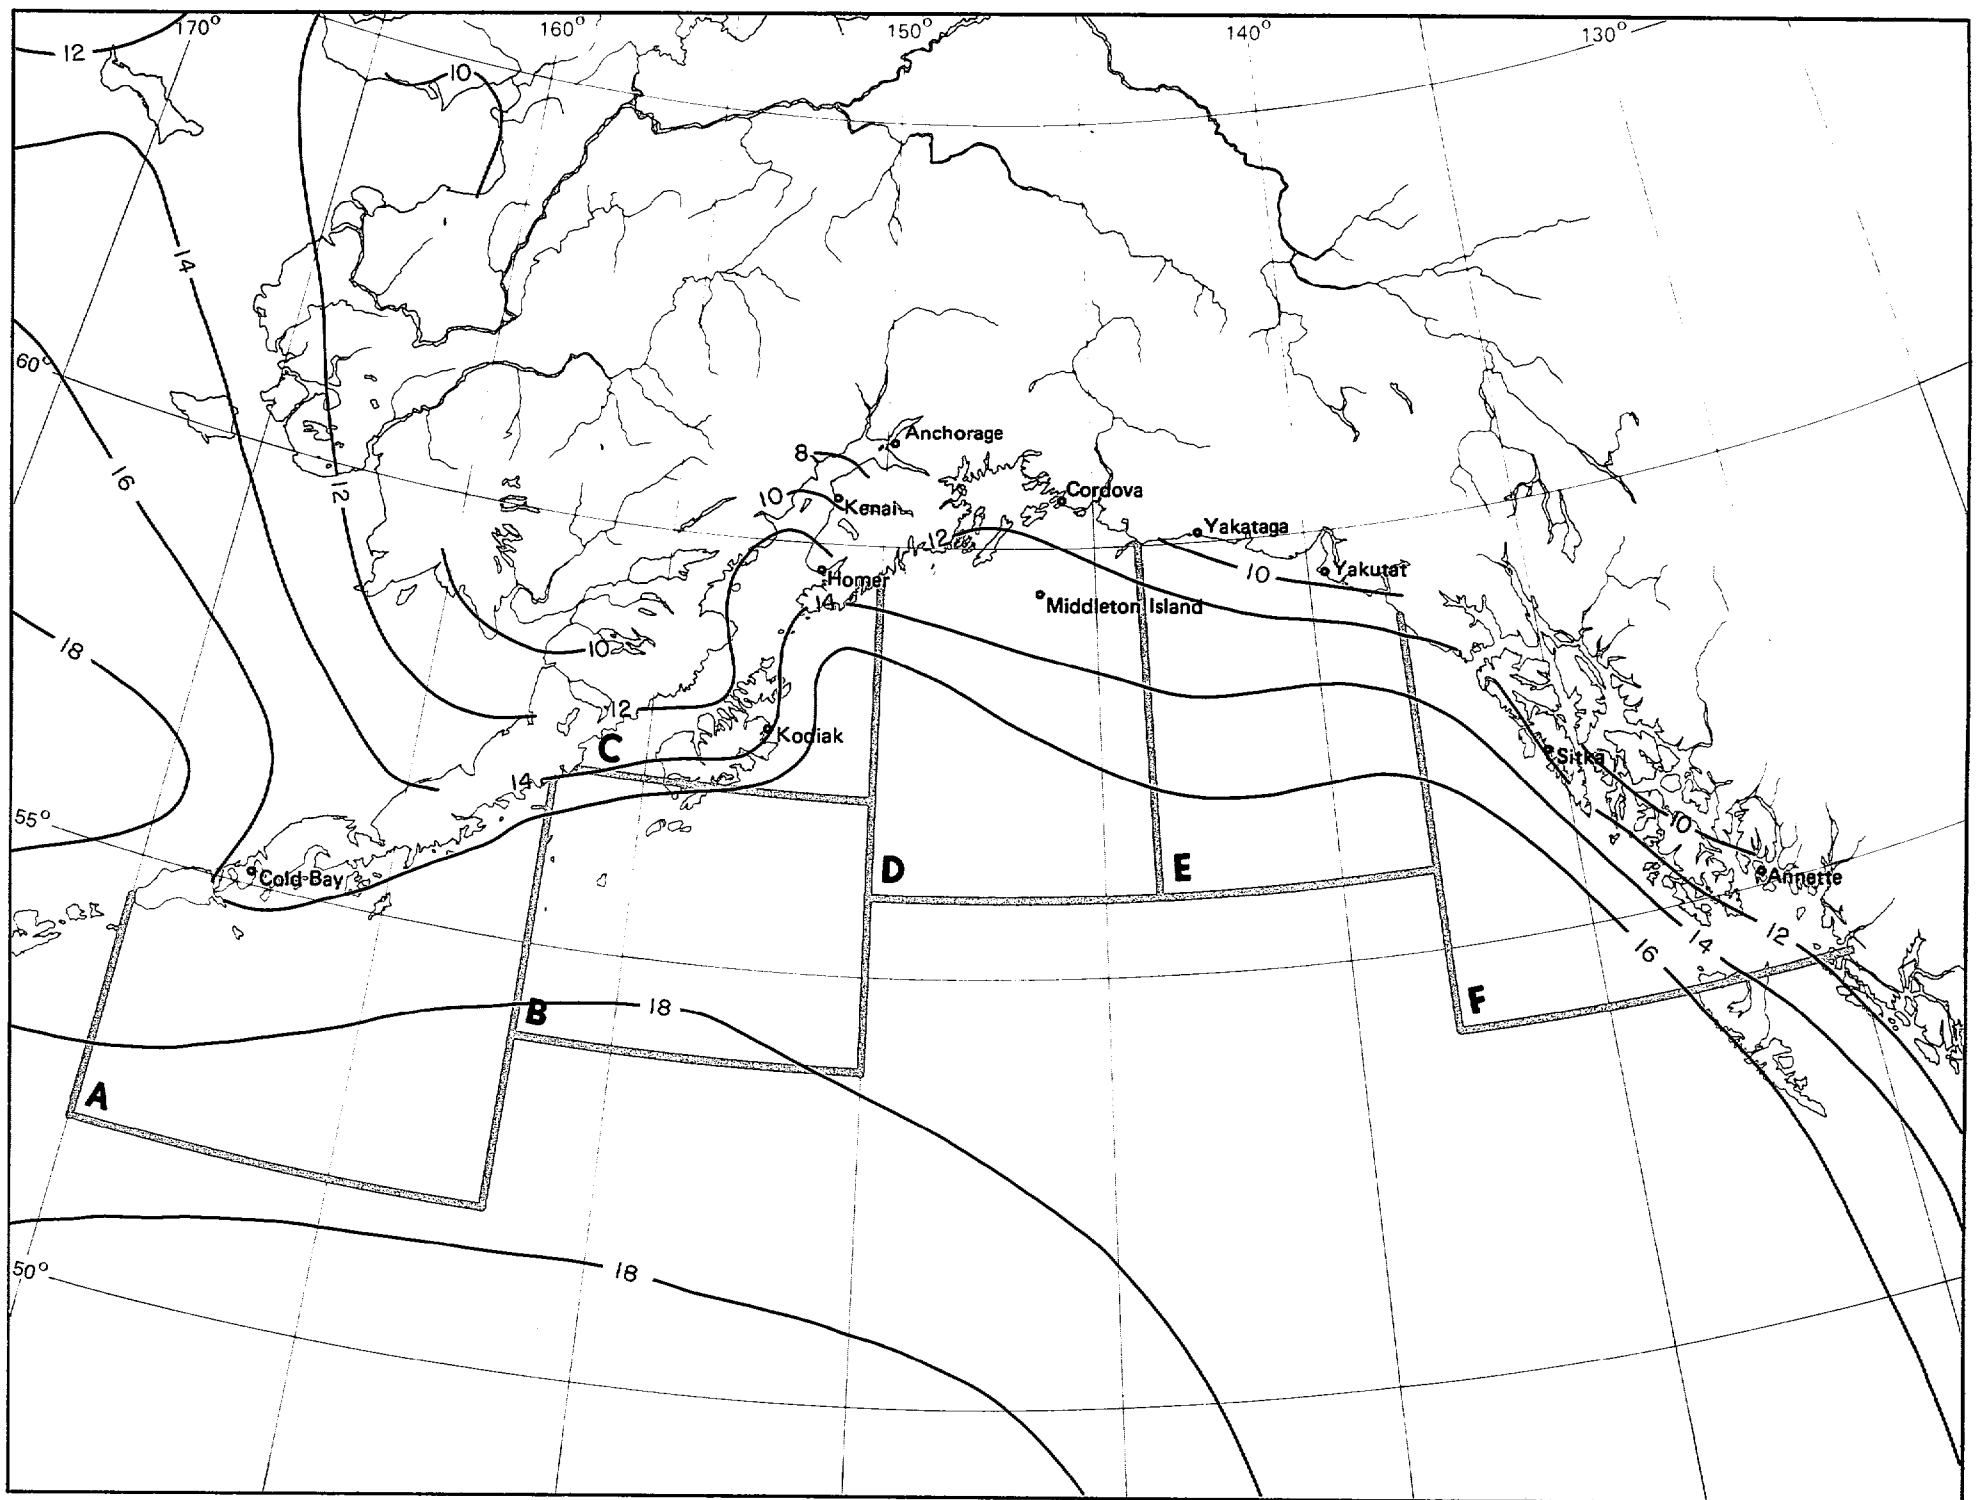 170°
160°
150°
140°
130°
12
10
14
60°
Anchorage
8
16
12
10
Kenai
Cordova
Yakataga
12
10
Yakutat
Homer
14
Middleton Island
18
10
12
C
Kodiak
Sitka
14
55°
10
Cold Bay
D
E
Annette
12
14
16
F
18
B
A
50°
18